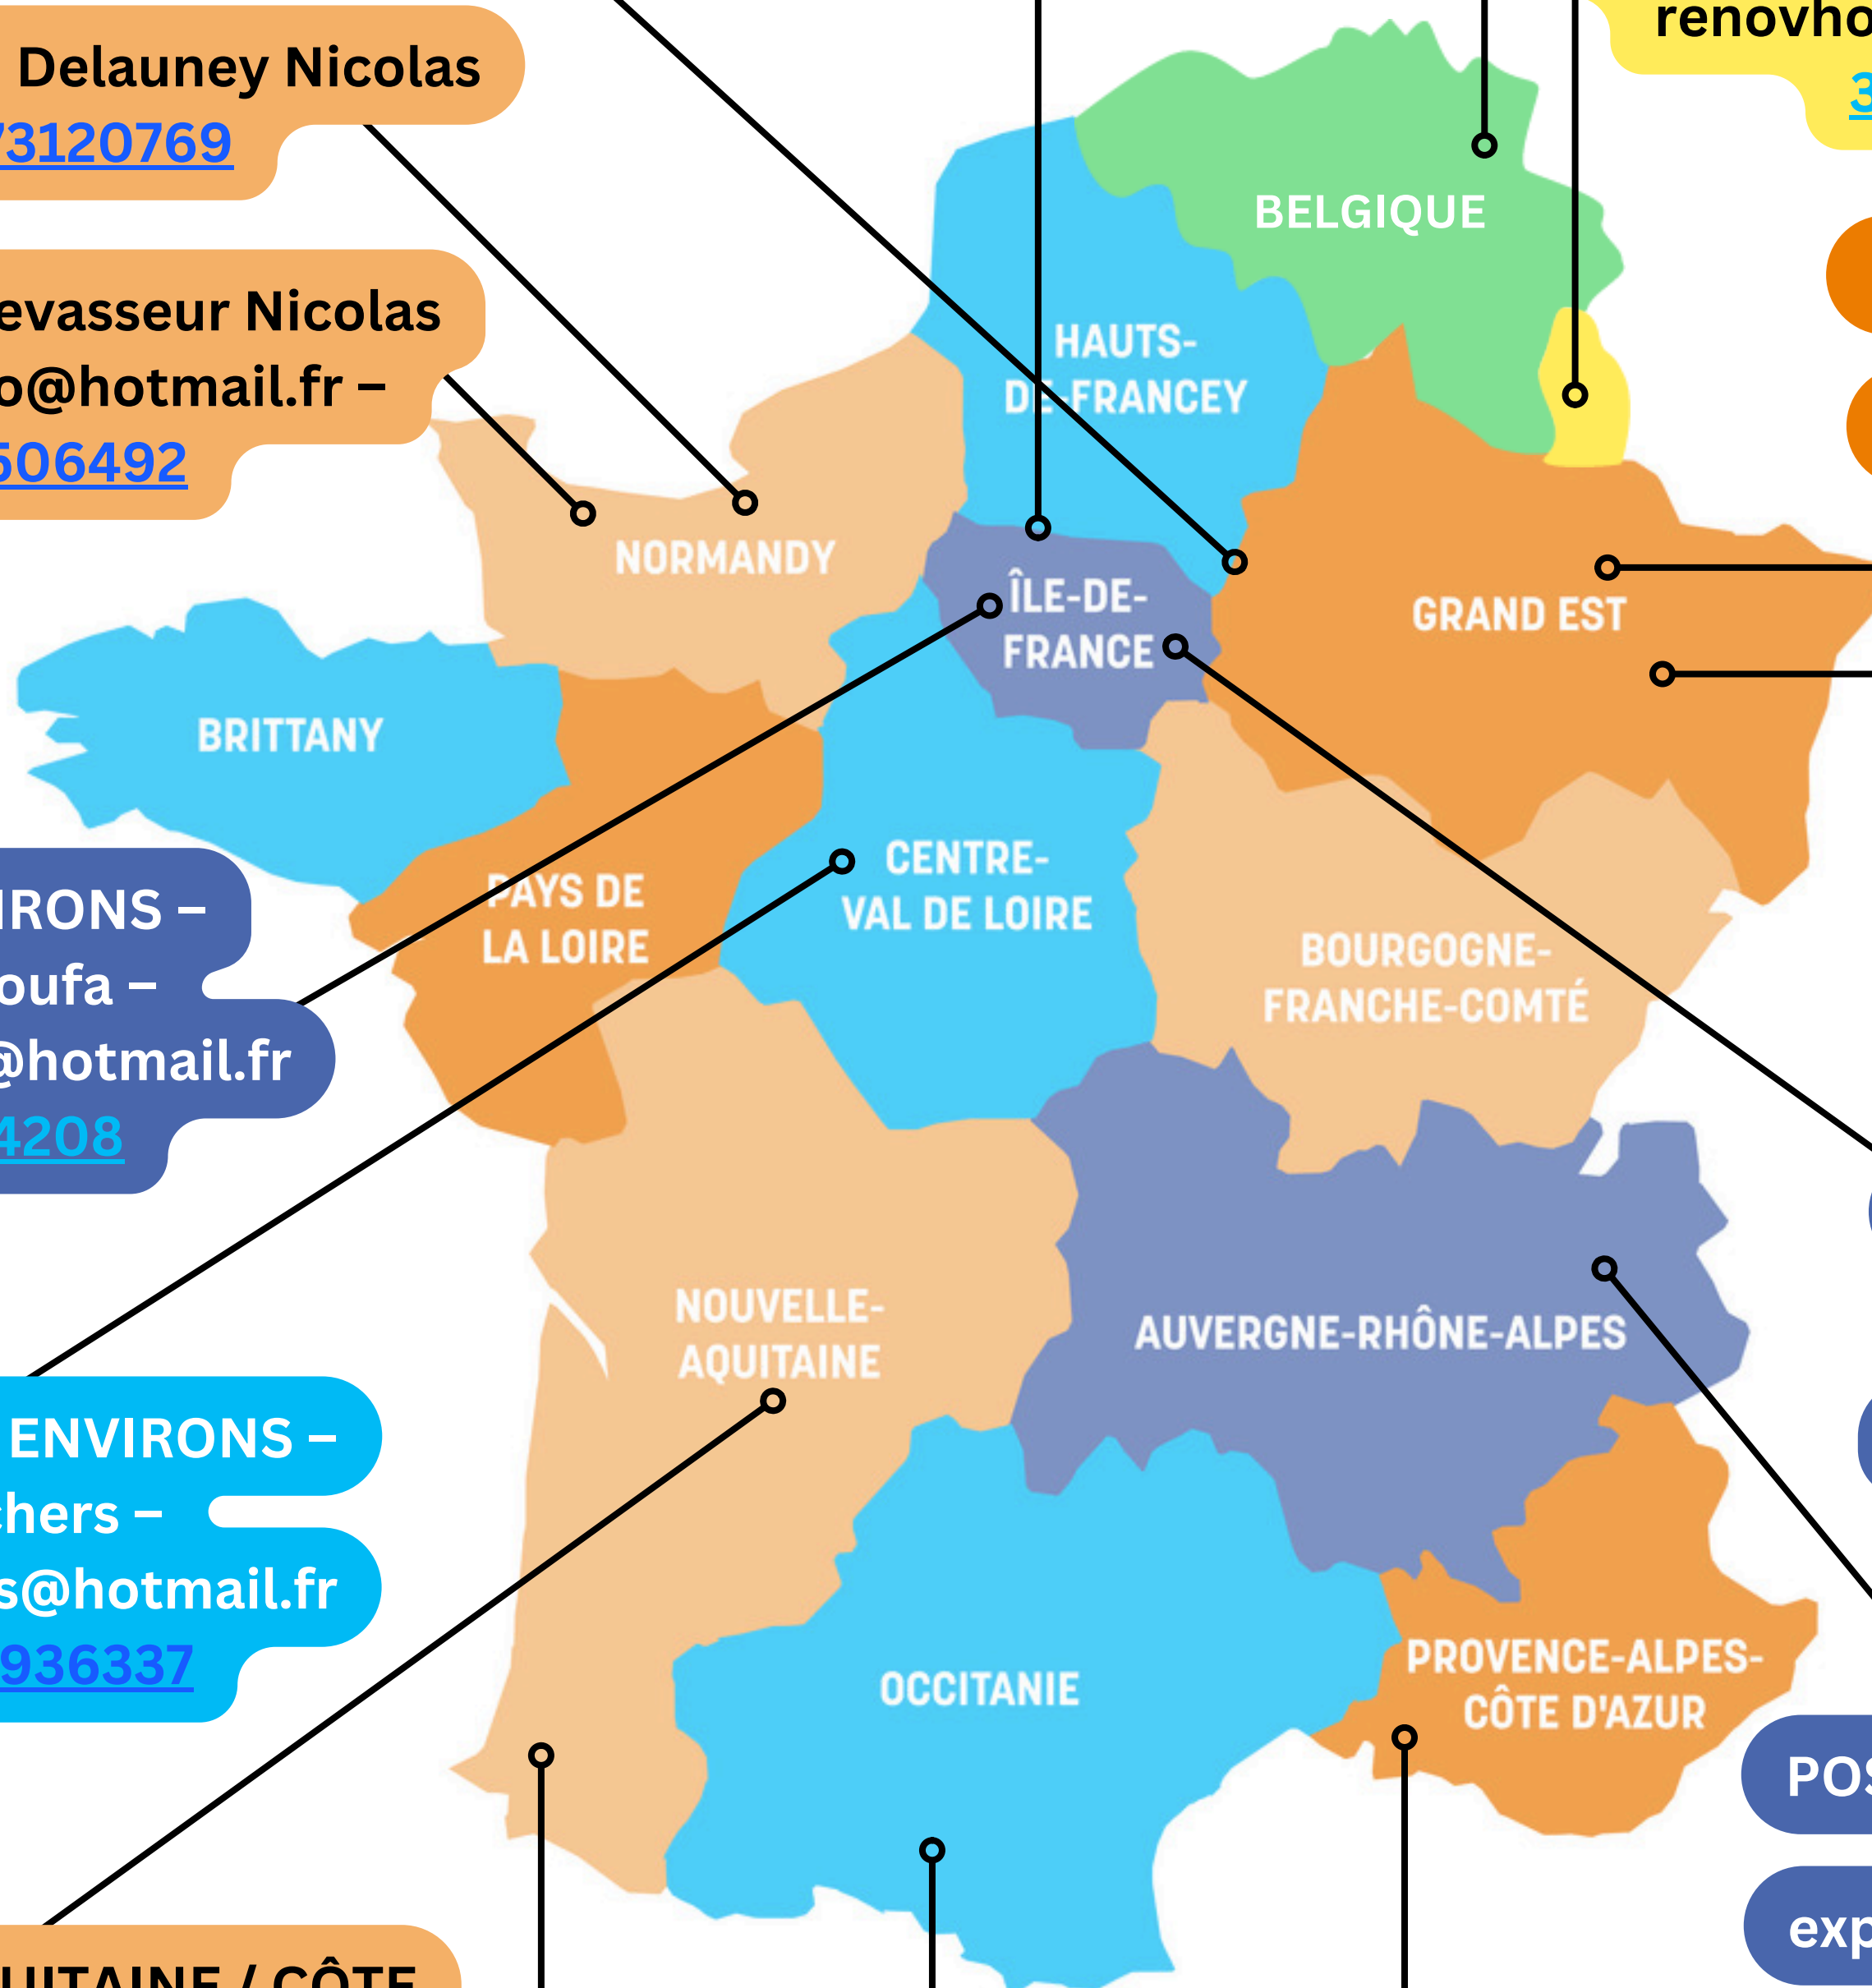 Delauney Nicolas
73120769
evasseur Nicolas
o@hotmail.fr –
506492
renovho
3
BELGIQUE
HAUTS-
DE-FRANCEY
NORMANDY
ÎLE-DE-
FRANCE
GRAND EST
BRITTANY
PAYS DE
LA LOIRE
CENTRE-
VAL DE LOIRE
BOURGOGNE-
FRANCHE-COMTÉ
IRONS –
oufa –
@hotmail.fr
4208
NOUVELLE-
AQUITAINE
AUVERGNE-RHÔNE-ALPES
ENVIRONS –
chers –
s@hotmail.fr
936337
OCCITANIE
PROVENCE-ALPES-
CÔTE D'AZUR
POS
exp
UITAINE / CÔTE